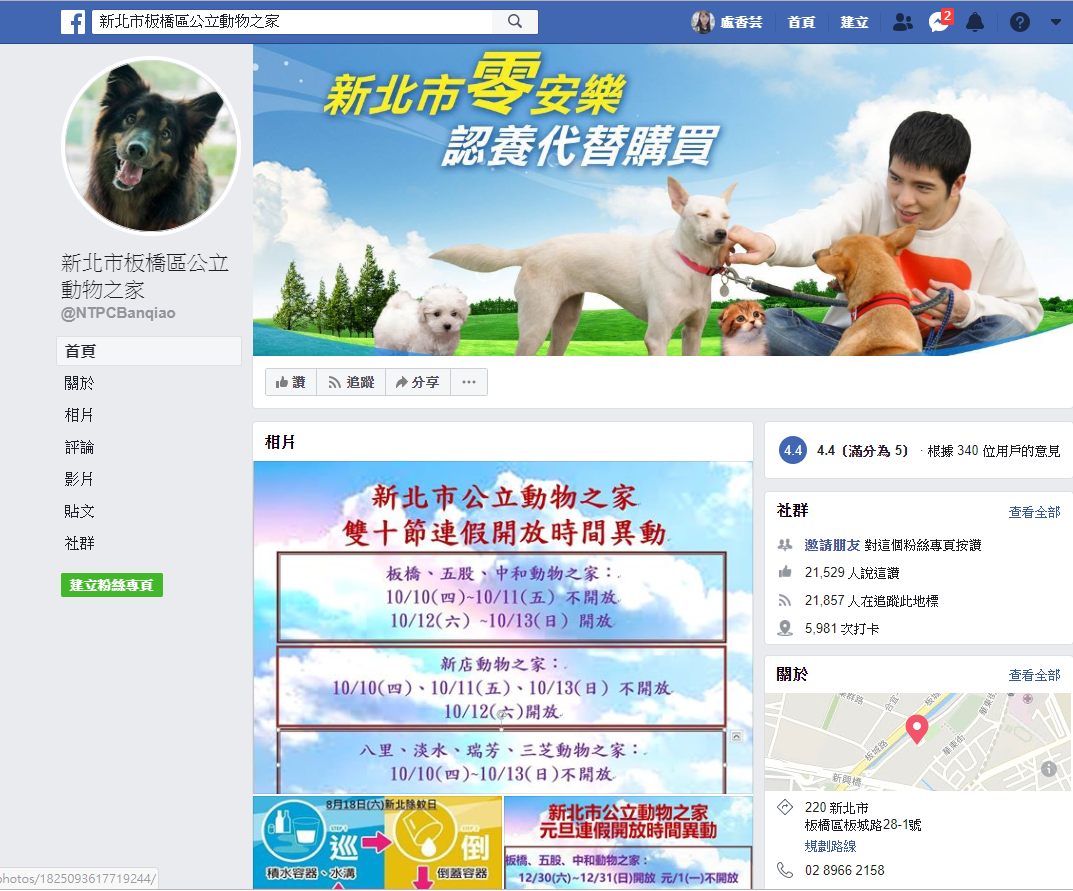 新北市板橋區公立動物之家
盧香芸
首頁
建立
2
新北市零安樂
認養代替購買
新北市板橋區公立
動物之家
@NTPCBanqiao
首頁
關於
相片
評論
影片
貼文
社群
建立粉絲專頁
讚
追蹤
分享
相片
新北市公立動物之家
雙十節連假開放時間異動
板橋、五股、中和動物之家：
10/10(四)~10/11(五) 不開放
10/12(六) ~10/13(日) 開放
新店動物之家：
10/10(四)、10/11(五)、10/13(日) 不開放
10/12(六)開放
八里、淡水、瑞芳、三芝動物之家：
10/10(四)~10/13(日)不開放
8月18日(六)新北除蚊日
巡
倒
積水容器、水溝
倒蓋容器
新北市公立動物之家
元旦連假開放時間異動
板橋、五股、中和動物之家：
12/30(六)~12/31(日)開放 元/1(一)不開放
4.4
4.4（滿分為 5） · 根據 340 位用戶的意見
社群
查看全部
邀請朋友 對這個粉絲專頁按讚
21,529 人說這讚
21,857 人在追蹤此地標
5,981 次打卡
關於
查看全部
板城路
華東街
華東街
新興橋
220 新北市
板橋區板城路28-1號
規劃路線
02 8966 2158
photos/1825093617719244/